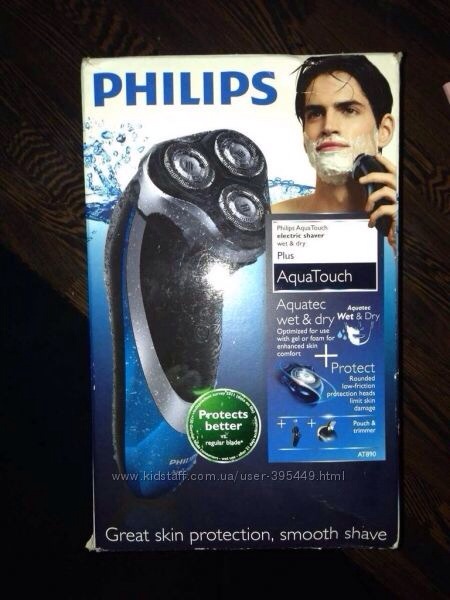 PHILIPS
Philips AquaTouch
electric shaver
wet & dry
Plus
AquaTouch
Aquatec
wet & dry
Optimized for use
with gel or foam for
enhanced skin
comfort
Aquatec
Wet & Dry
+
Protect
Rounded
low-friction
protection heads
limit skin
damage
+
+
Pouch &
trimmer
AT890
Protects
better
vs.
regular blade*
PHILIPS
www.kidstaff.com.ua/user-395449.html
Great skin protection, smooth shave